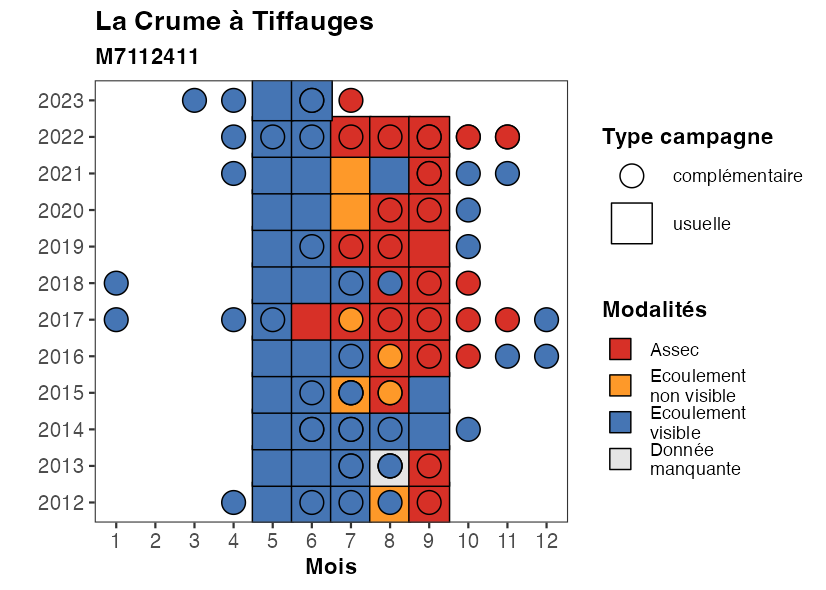 La Crume à Tiffauges
M7112411
2023
2022
2021
2020
2019
2018
2017
2016
2015
2014
2013
2012
1 2 3 4 5 6 7 8 9 10 11 12
Mois
Type campagne
complémentaire
usuelle
Modalités
Assec
Ecoulement
non visible
Ecoulement
visible
Donnée
manquante